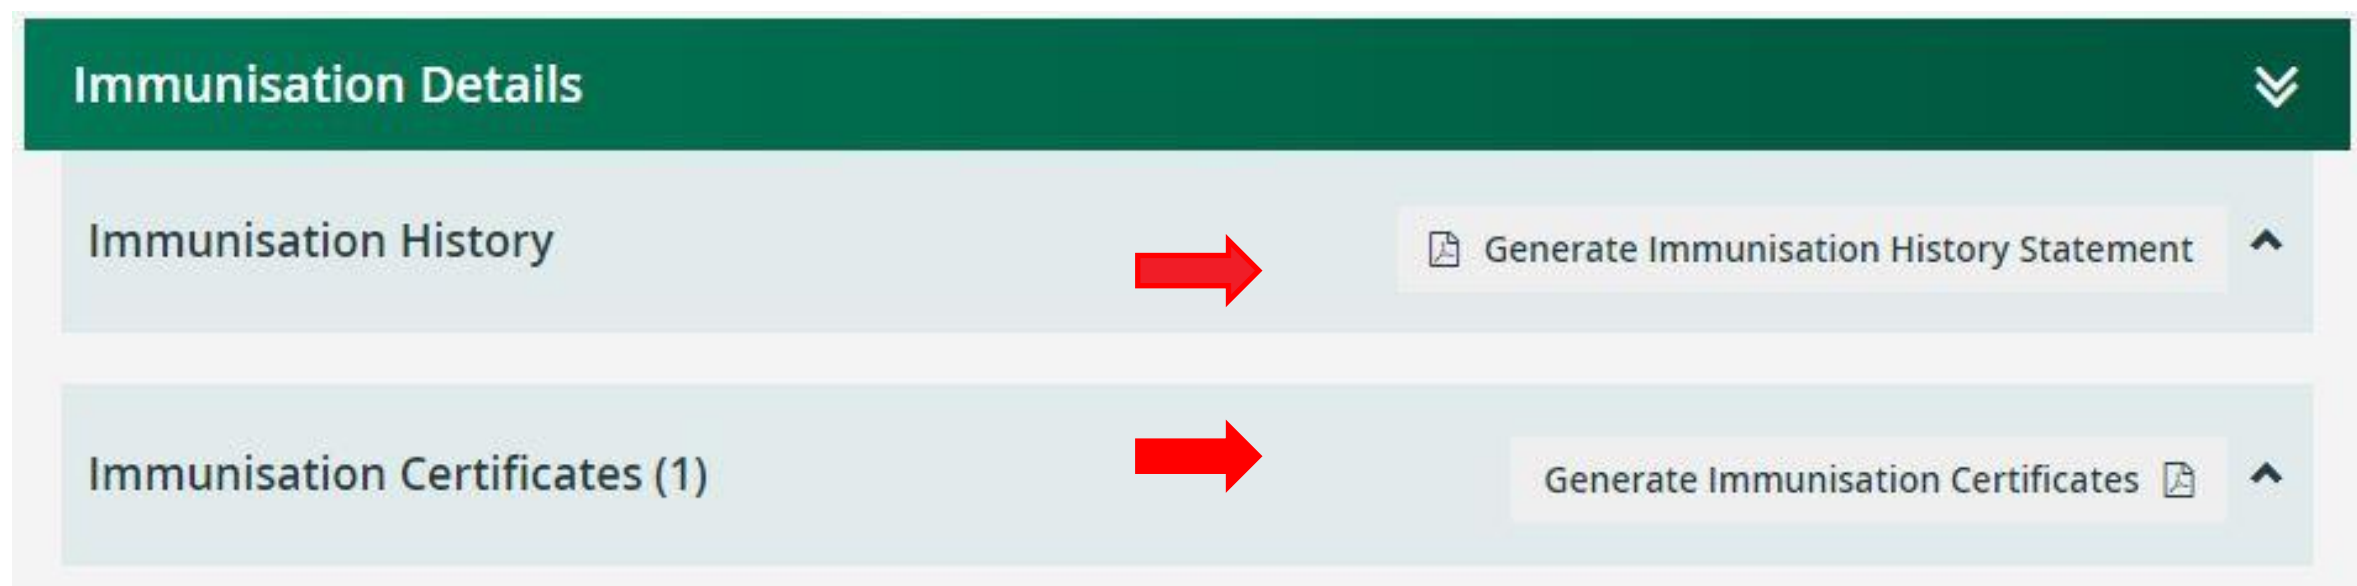 Immunisation Details
Immunisation History
Generate Immunisation History Statement
Immunisation Certificates (1)
Generate Immunisation Certificates